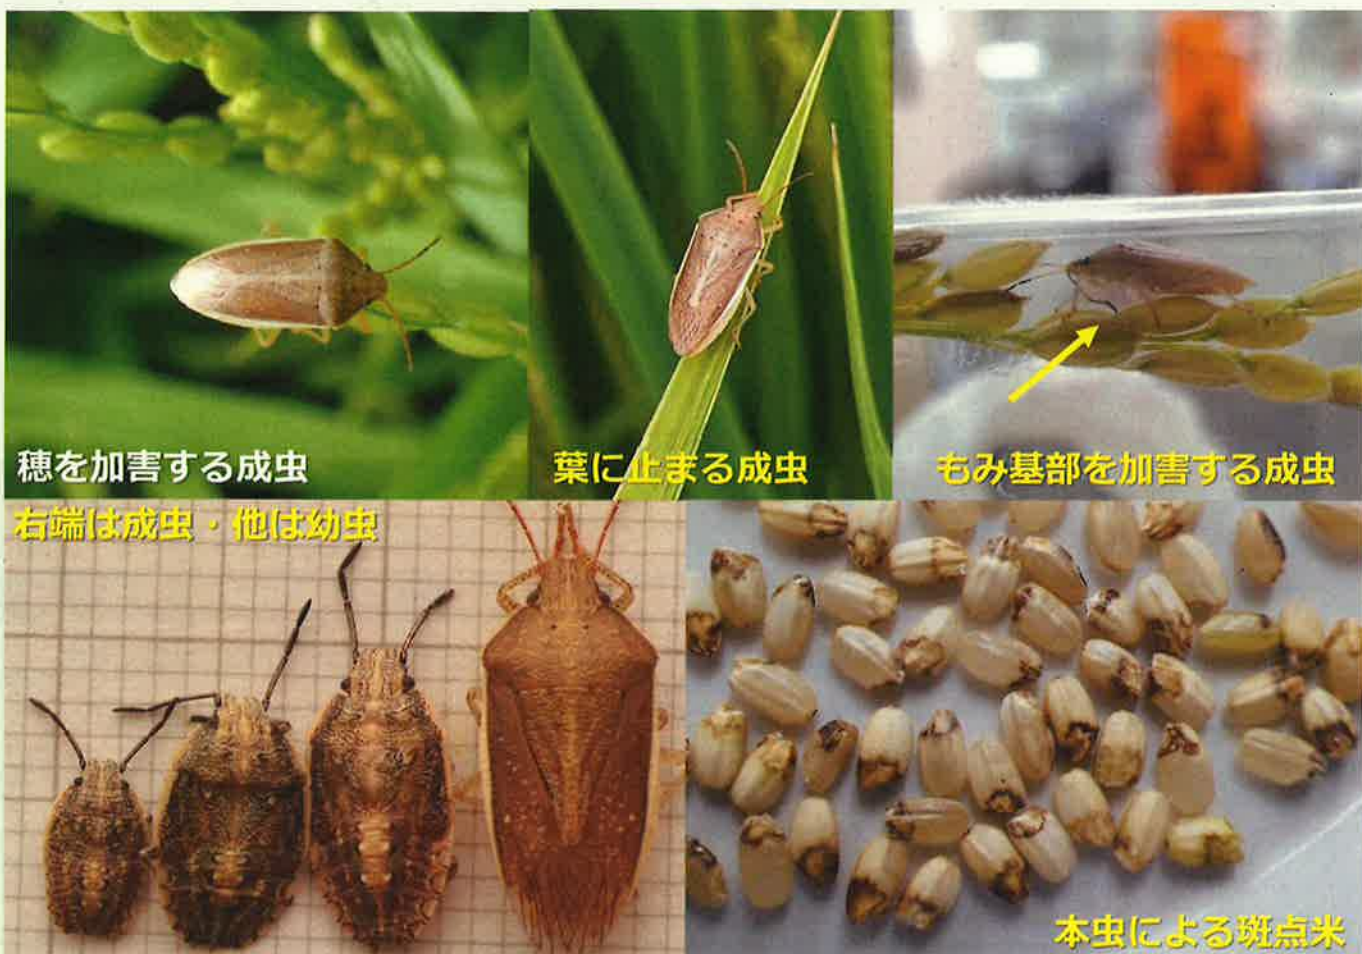 穂を加害する成虫
葉に止まる成虫
もみ基部を加害する成虫
右端は成虫・他は幼虫
本虫による斑点米